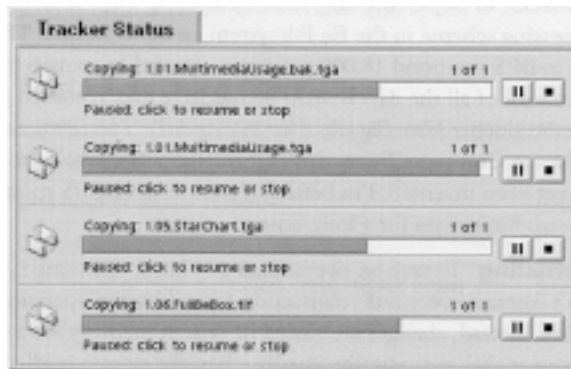 Tracker Status
Copying: 1.01.MultimediaUsage.bak.tga 1 of 1
Paused: click to resume or stop
Copying: 1.01.MultimediaUsage.tga 1 of 1
Paused: click to resume or stop
Copying: 1.05.StarChart.tga 1 of 1
Paused: click to resume or stop
Copying: 1.06.FullBeBox.tif 1 of 1
Paused: click to resume or stop